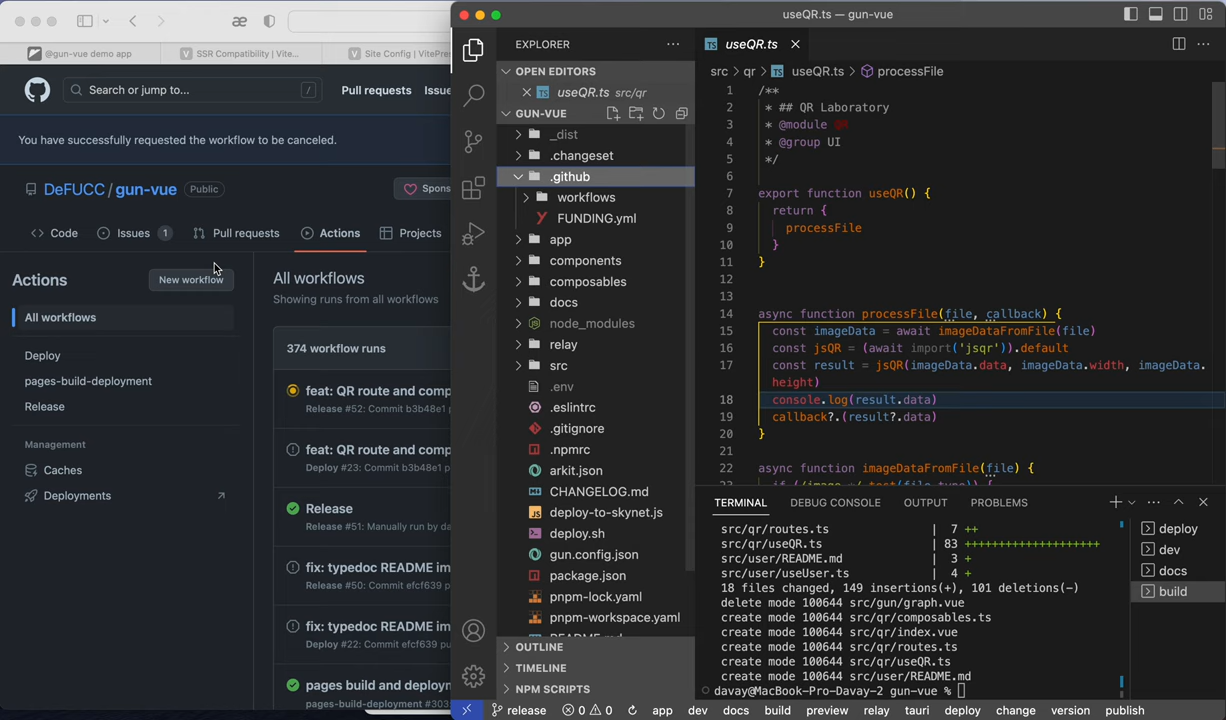 @gun-vue demo app
SSR Compatibility | Vite...
Site Config | VitePres
Search or jump to... /
Pull requests
Issue
You have successfully requested the workflow to be canceled.
DeFUCC / gun-vue Public
Spons
Code
Issues 1
Pull requests
Actions
Projects
Actions
New workflow
All workflows
Deploy
pages-build-deployment
Release
Management
Caches
Deployments
All workflows
Showing runs from all workflows
374 workflow runs
feat: QR route and comp
Release #52: Commit b3b48e1 p
feat: QR route and comp
Deploy #23: Commit b3b48e1 p
Release
Release #51: Manually run by da
fix: typedoc README im
Release #50: Commit efcf639 p
fix: typedoc README im
Deploy #22: Commit efcf639 p
pages build and deploym
pages-build-deployment #303:
useQR.ts — gun-vue
EXPLORER
OPEN EDITORS
useQR.ts src/qr
GUN-VUE
_dist
.changeset
.github
workflows
FUNDING.yml
app
components
composables
docs
node_modules
relay
src
.env
.eslintrc
.gitignore
.npmrc
arkit.json
CHANGELOG.md
deploy-to-skynet.js
deploy.sh
gun.config.json
package.json
pnpm-lock.yaml
pnpm-workspace.yaml
README.md
OUTLINE
TIMELINE
NPM SCRIPTS
TS useQR.ts
src > qr > TS useQR.ts > processFile
1 /**
2 * ## QR Laboratory
3 * @module QR
4 * @group UI
5 */
6
7 export function useQR() {
8 return {
9 processFile
10 }
11 }
12
13
14 async function processFile(file, callback) {
15 const imageData = await imageDataFromFile(file)
16 const jsQR = (await import('jsqr')).default
17 const result = jsQR(imageData.data, imageData.width, imageData.
height)
18 console.log(result.data)
19 callback?.(result?.data)
20 }
21
22 async function imageDataFromFile(file) {
TERMINAL
DEBUG CONSOLE
OUTPUT
PROBLEMS
src/qr/routes.ts | 7 ++
src/qr/useQR.ts | 83 ++++++++++++++++++++
src/user/README.md | 3 +
src/user/useUser.ts | 4 +
18 files changed, 149 insertions(+), 101 deletions(-)
delete mode 100644 src/gun/graph.vue
create mode 100644 src/qr/composables.ts
create mode 100644 src/qr/index.vue
create mode 100644 src/qr/routes.ts
create mode 100644 src/qr/useQR.ts
create mode 100644 src/user/README.md
davay@MacBook-Pro-Davay-2 gun-vue %
deploy
dev
docs
build
release
0 0
app
dev
docs
build
preview
relay
tauri
deploy
change
version
publish